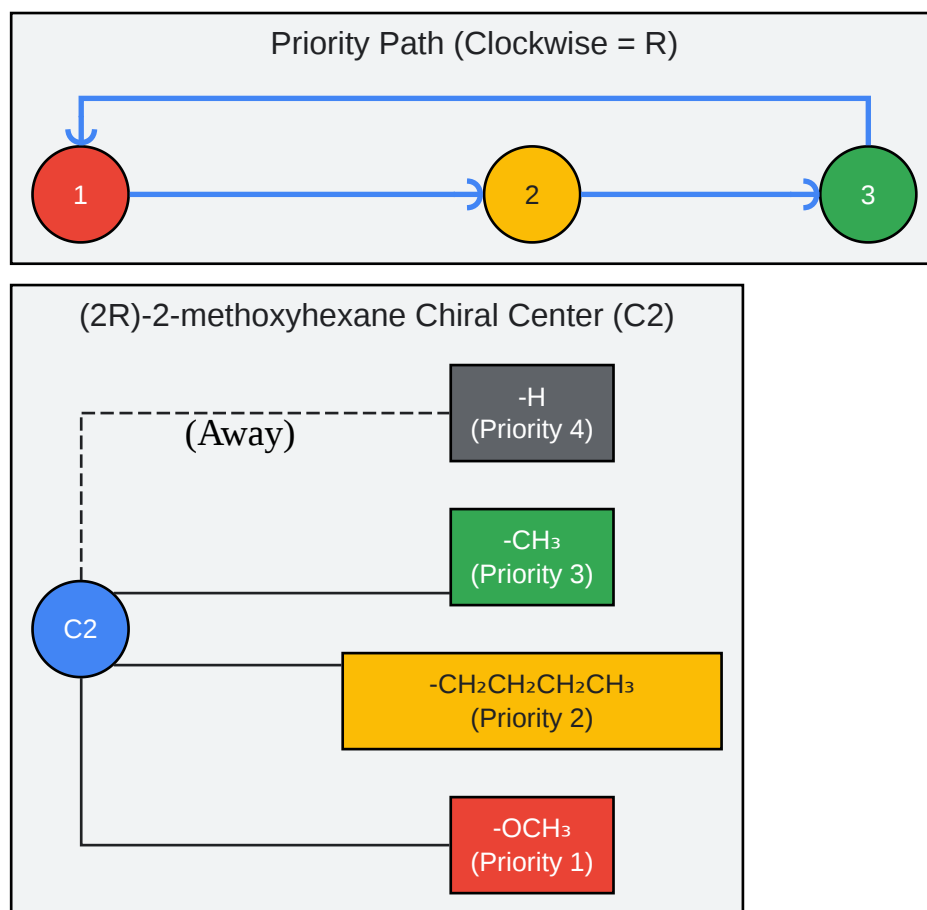 Priority Path (Clockwise = R)
1
2
3
(2R)-2-methoxyhexane Chiral Center (C2)
-H
(Priority 4)
(Away)
-CH₃
(Priority 3)
C2
-CH₂CH₂CH₂CH₃
(Priority 2)
-OCH₃
(Priority 1)